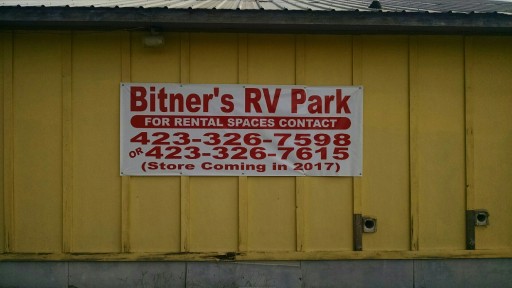 Bitner's RV Park
FOR RENTAL SPACES CONTACT
423-326-7598
OR 423-326-7615
(Store Coming in 2017)